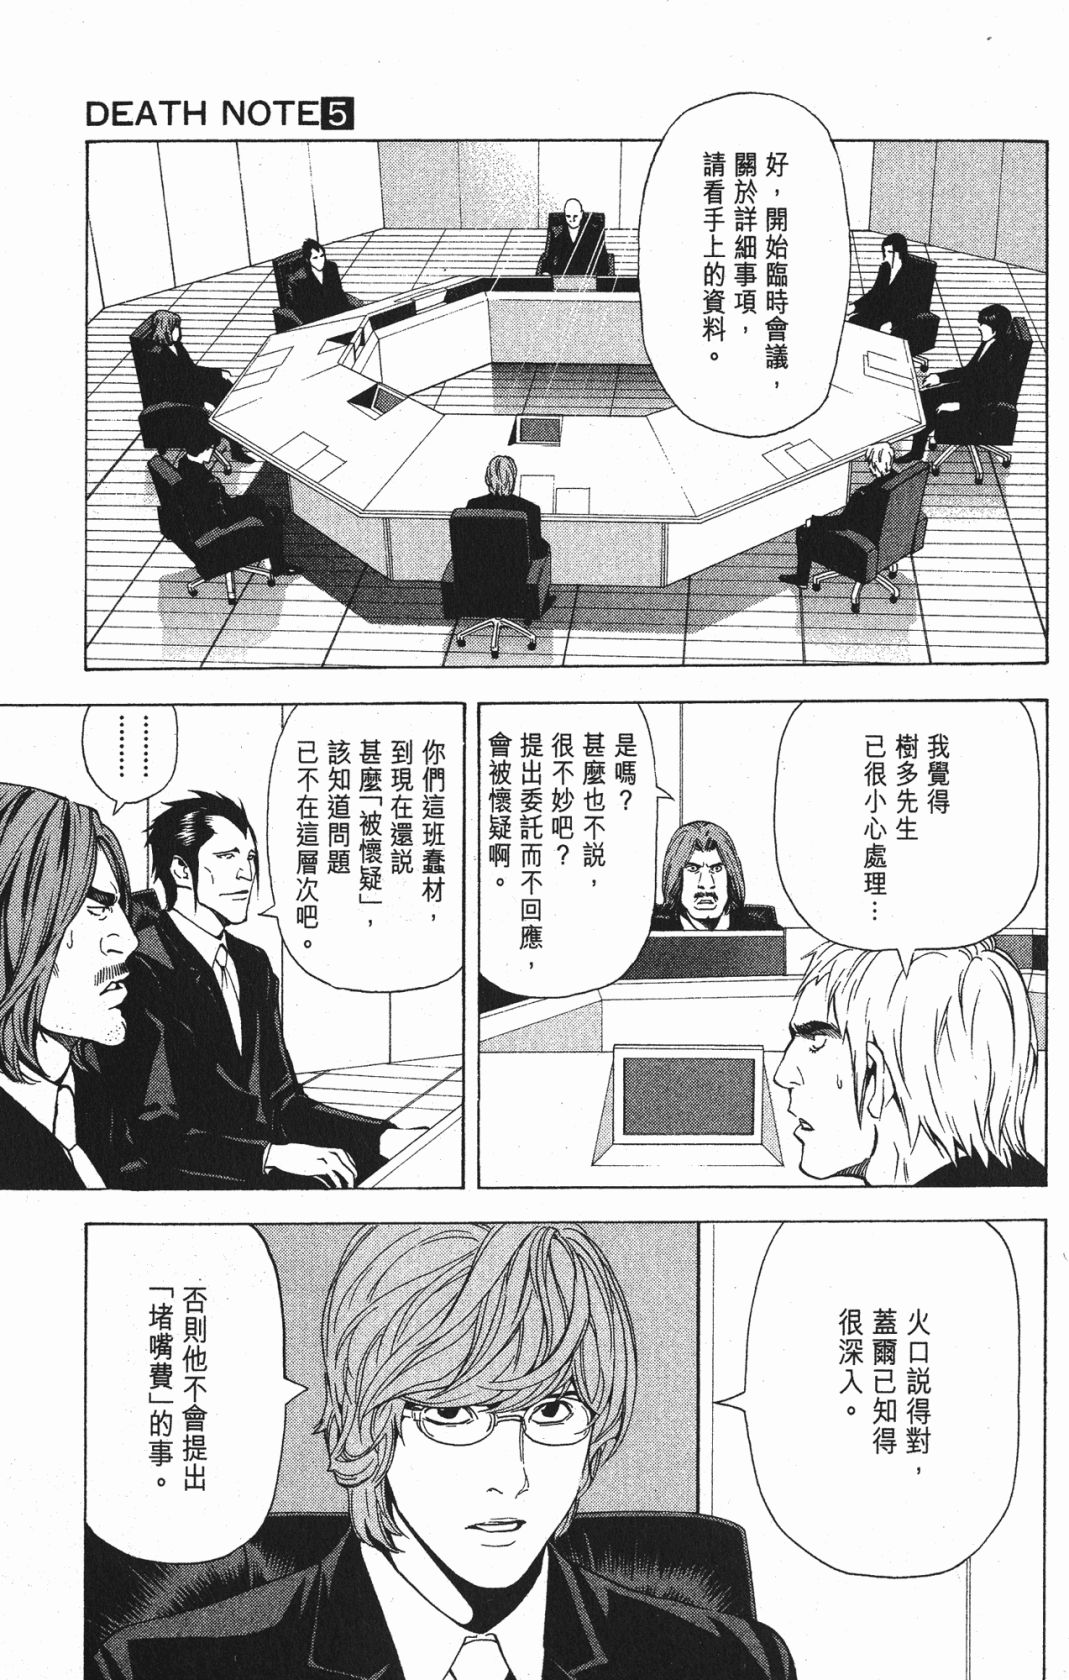 DEATH NOTE 5
好，開始臨時會議，
關於詳細事項，
請看手上的資料。
我覺得
樹多先生
已很小心處理…
是嗎？
甚麼也不說，
很不妙吧？
提出委託而不回應，
會被懷疑啊。
你們這班蠢材，
到現在還説
甚麼「被懷疑」，
該知道問題
已不在這層次吧。
………
………
火口説得對，
蓋爾已知得
很深入。
否則他不會提出
「堵嘴費」的事。